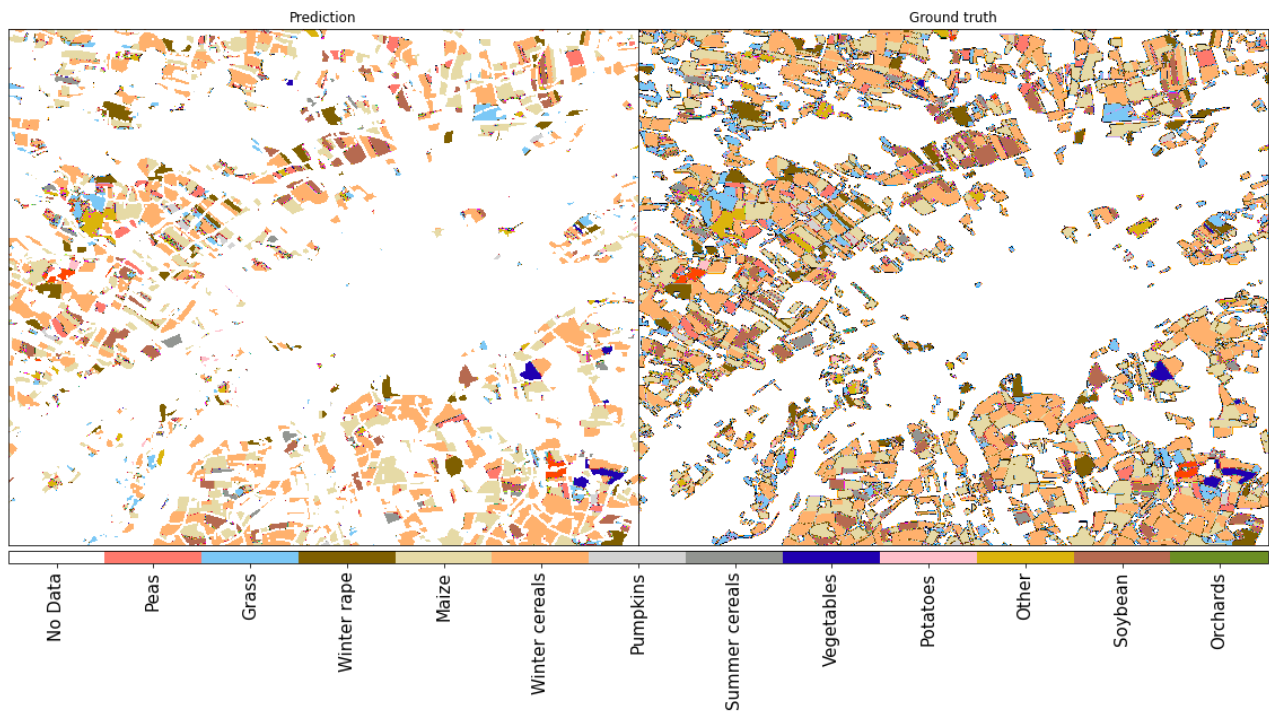 Prediction
Ground truth
No Data
Peas
Grass
Winter rape
Maize
Winter cereals
Pumpkins
Summer cereals
Vegetables
Potatoes
Other
Soybean
Orchards